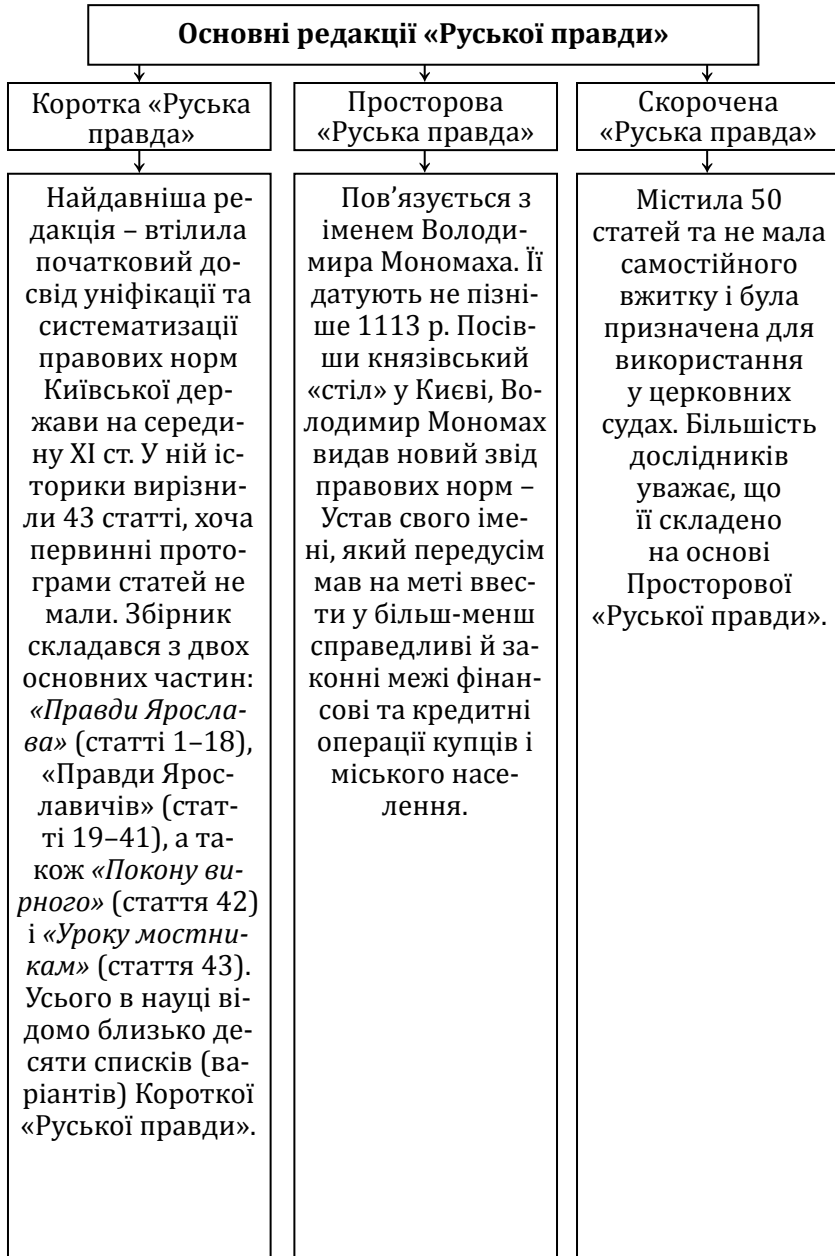 Основні редакції «Руської правди»
Коротка «Руська
правда»
Просторова
«Руська правда»
Скорочена
«Руська правда»
Найдавніша ре-
дакція – втілила
початковий до-
свід уніфікації та
систематизації
правових норм
Київської дер-
жави на середи-
ну XI ст. У ній іс-
торики вирізни-
ли 43 статті, хоча
первинні прото-
грами статей не
мали. Збірник
складався з двох
основних частин:
«Правди Яросла-
ва» (статті 1–18),
«Правди Ярос-
лавичів» (стат-
ті 19–41), а та-
кож «Покону ви-
рного» (стаття 42)
і «Уроку мостни-
кам» (стаття 43).
Усього в науці ві-
домо близько де-
сяти списків (ва-
ріантів) Короткої
«Руської правди».
Пов’язується з
іменем Володи-
мира Мономаха. Її
датують не пізні-
ше 1113 р. Посів-
ши князівський
«стіл» у Києві, Во-
лодимир Мономах
видав новий звід
правових норм –
Устав свого іме-
ні, який передусім
мав на меті ввес-
ти у більш-менш
справедливі й за-
конні межі фінан-
сові та кредитні
операції купців і
міського насе-
лення.
Містила 50
статей та не мала
самостійного
вжитку і була
призначена для
використання
у церковних
судах. Більшість
дослідників
уважає, що
її складено
на основі
Просторової
«Руської правди».